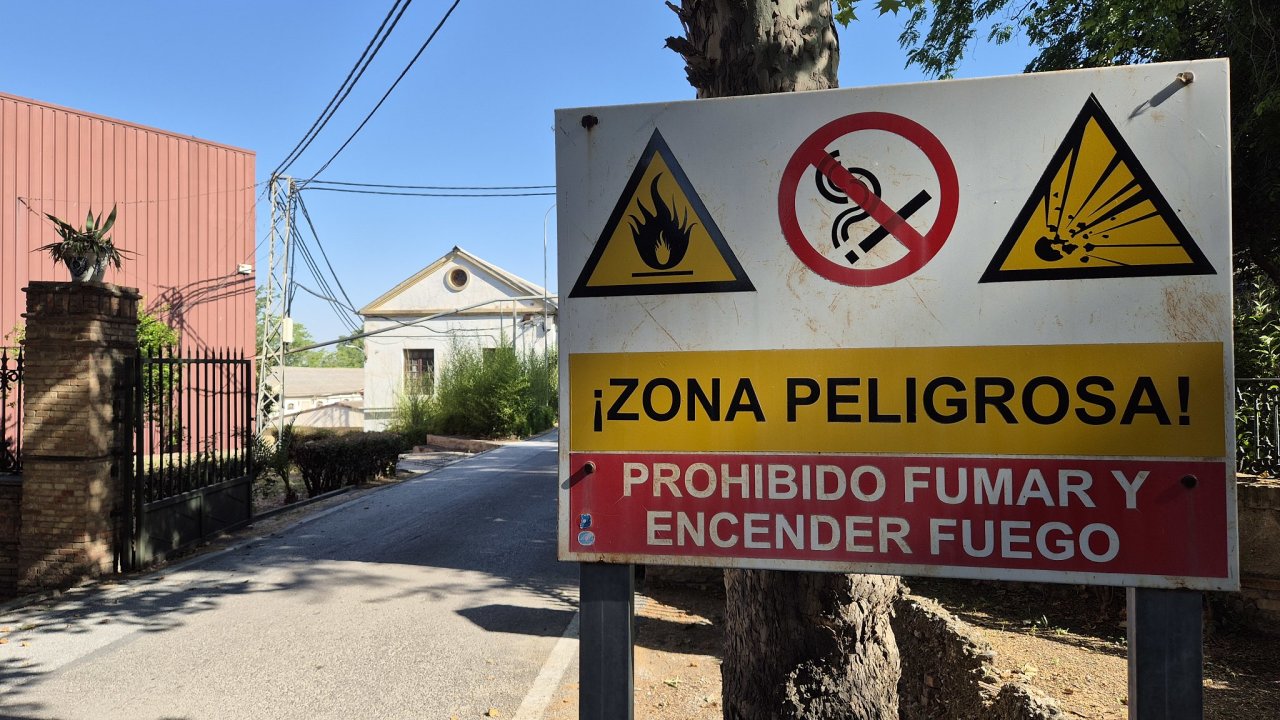 ¡ZONA PELIGROSA!
PROHIBIDO FUMAR Y
ENCENDER FUEGO